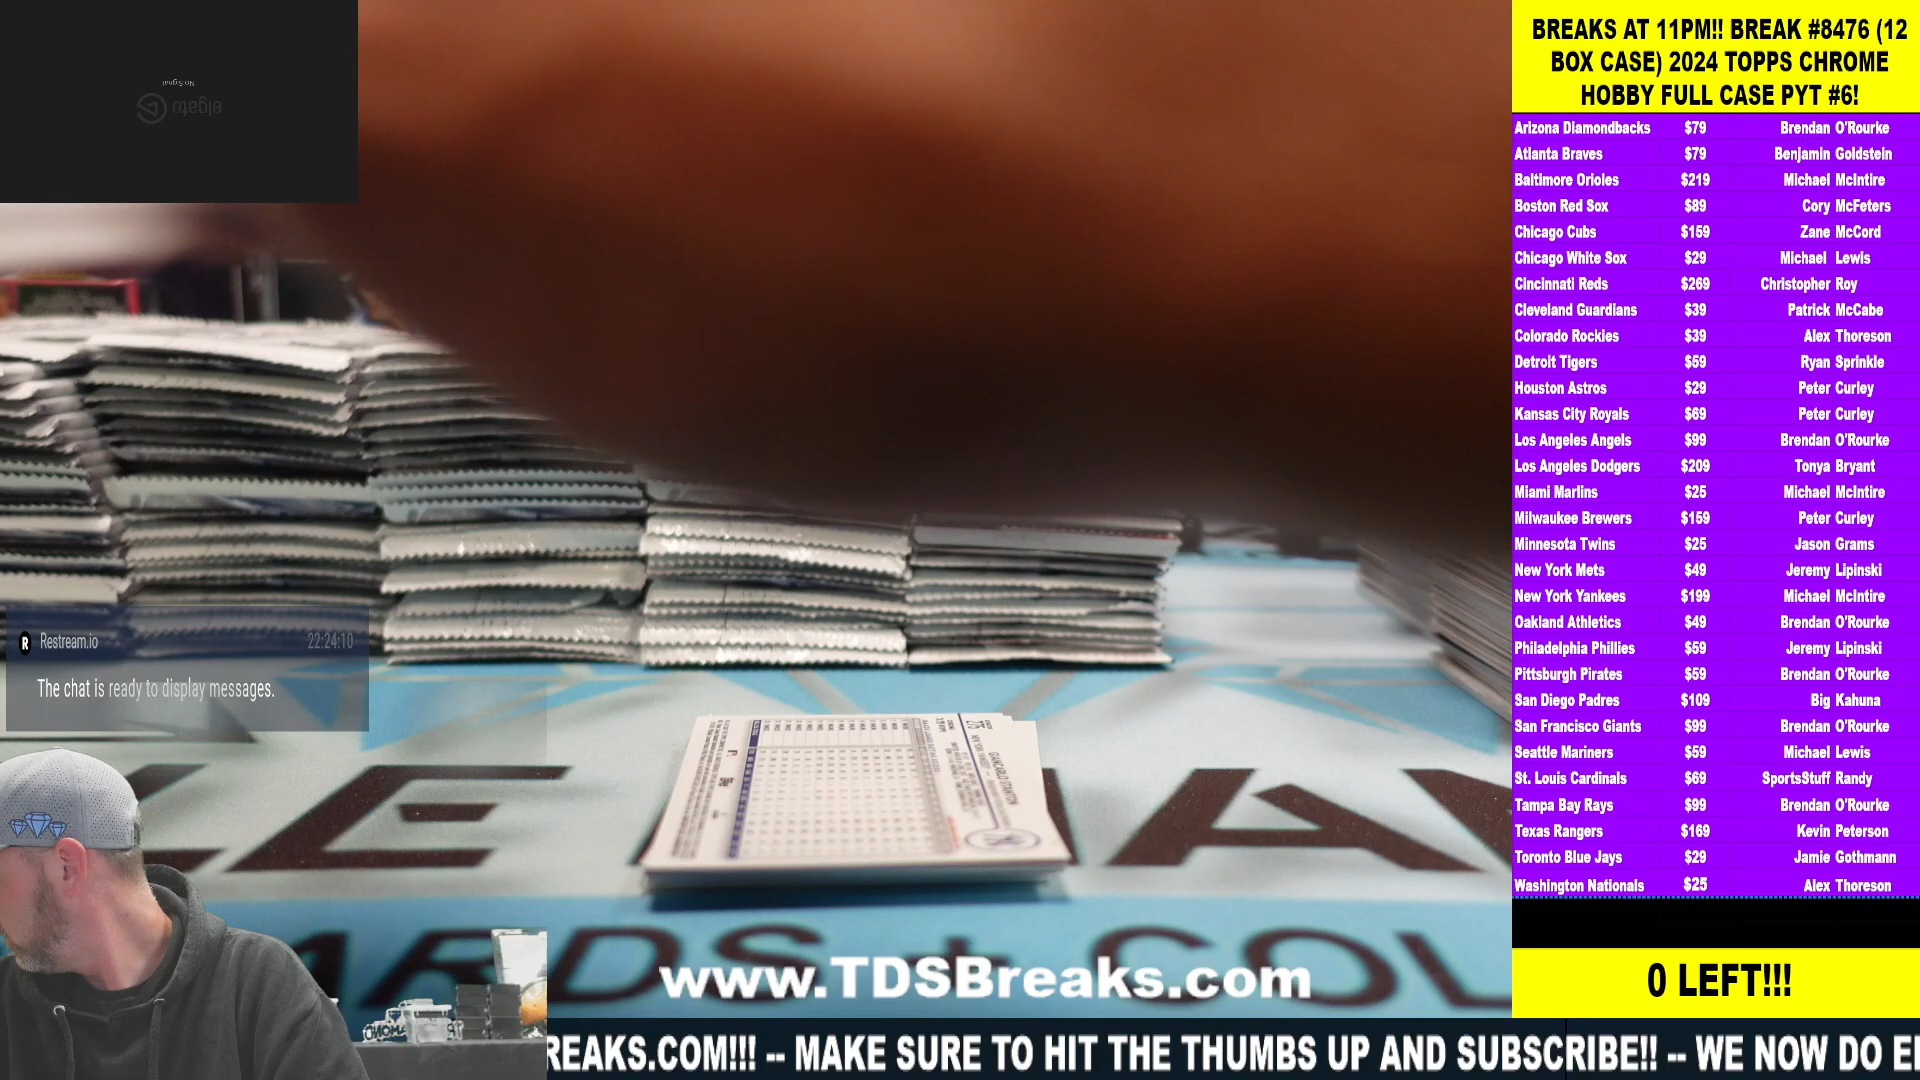 No Signal
elgato
BREAKS AT 11PM!! BREAK #8476 (12
BOX CASE) 2024 TOPPS CHROME
HOBBY FULL CASE PYT #6!
Arizona Diamondbacks $79 Brendan O'Rourke
Atlanta Braves $79 Benjamin Goldstein
Baltimore Orioles $219 Michael McIntire
Boston Red Sox $89 Cory McFeters
Chicago Cubs $159 Zane McCord
Chicago White Sox $29 Michael Lewis
Cincinnati Reds $269 Christopher Roy
Cleveland Guardians $39 Patrick McCabe
Colorado Rockies $39 Alex Thoreson
Detroit Tigers $59 Ryan Sprinkle
Houston Astros $29 Peter Curley
Kansas City Royals $69 Peter Curley
Los Angeles Angels $99 Brendan O'Rourke
Los Angeles Dodgers $209 Tonya Bryant
Miami Marlins $25 Michael McIntire
Milwaukee Brewers $159 Peter Curley
Minnesota Twins $25 Jason Grams
New York Mets $49 Jeremy Lipinski
New York Yankees $199 Michael McIntire
Oakland Athletics $49 Brendan O'Rourke
Philadelphia Phillies $59 Jeremy Lipinski
Pittsburgh Pirates $59 Brendan O'Rourke
San Diego Padres $109 Big Kahuna
San Francisco Giants $99 Brendan O'Rourke
Seattle Mariners $59 Michael Lewis
St. Louis Cardinals $69 SportsStuff Randy
Tampa Bay Rays $99 Brendan O'Rourke
Texas Rangers $169 Kevin Peterson
Toronto Blue Jays $29 Jamie Gothmann
Washington Nationals $25 Alex Thoreson
0 LEFT!!!
Restream.io 22:24:10
The chat is ready to display messages.
GIANCARLO STANTON
www.TDSBreaks.com
REAKS.COM!!! -- MAKE SURE TO HIT THE THUMBS UP AND SUBSCRIBE!! -- WE NOW DO